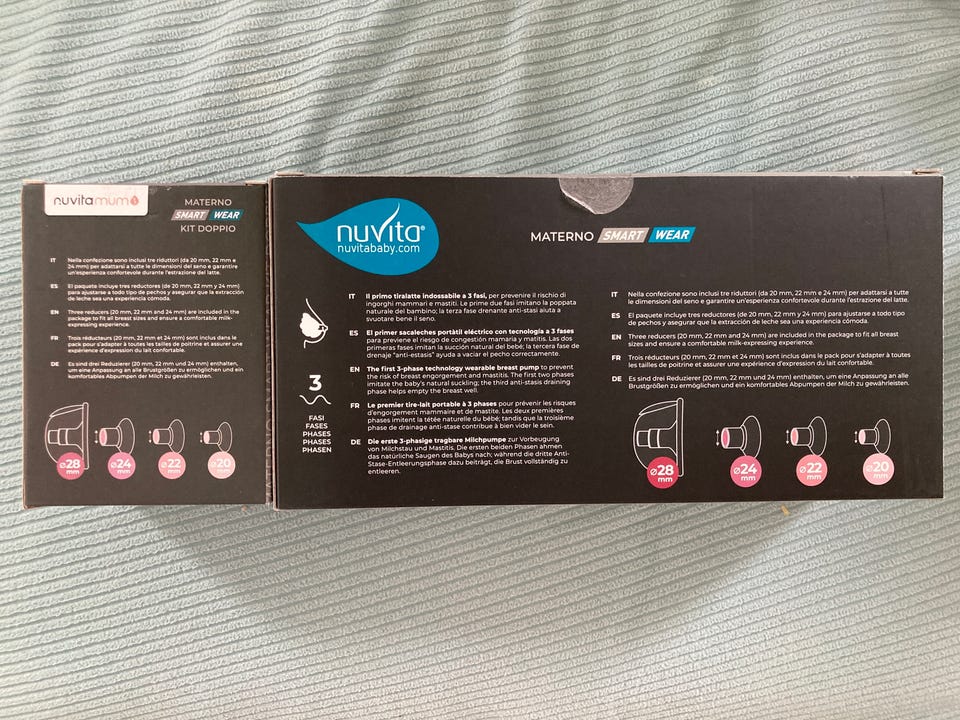 nuvitamum
MATERNO
SMART WEAR
KIT DOPPIO
IT Nella confezione sono inclusi tre riduttori (da 20 mm, 22 mm e
24 mm) per adattarsi a tutte le dimensioni del seno e garantire
un'esperienza confortevole durante l'estrazione del latte.
ES El paquete incluye tres reductores (de 20 mm, 22 mm y 24 mm)
para ajustarse a todo tipo de pechos y asegurar que la extracción
de leche sea una experiencia cómoda.
EN Three reducers (20 mm, 22 mm and 24 mm) are included in the
package to fit all breast sizes and ensure a comfortable milk-
expressing experience.
FR Trois réducteurs (20 mm, 22 mm et 24 mm) sont inclus dans le
pack pour s'adapter à toutes les tailles de poitrine et assurer une
expérience d'expression du lait confortable.
DE Es sind drei Reduzierer (20 mm, 22 mm und 24 mm) enthalten,
um eine Anpassung an alle Brustgrößen zu ermöglichen und ein
komfortables Abpumpen der Milch zu gewährleisten.
⌀28 mm
⌀24 mm
⌀22 mm
⌀20 mm
nuvita®
nuvitababy.com
MATERNO SMART WEAR
3
FASI
FASES
PHASES
PHASES
PHASEN
IT Il primo tiralatte indossabile a 3 fasi, per prevenire il rischio di
ingorghi mammari e mastiti. Le prime due fasi imitano la poppata
naturale del bambino; la terza fase drenante anti-stasi aiuta a
svuotare bene il seno.
ES El primer sacaleches portátil eléctrico con tecnología a 3 fases
para previene el riesgo de congestión mamaria y mastitis. Las dos
primeras fases imitan la succión natural del bebé; la tercera fase de
drenaje "anti-estasis" ayuda a vaciar el pecho correctamente.
EN The first 3-phase technology wearable breast pump to prevent
the risk of breast engorgement and mastitis. The first two phases
imitate the baby's natural suckling; the third anti-stasis draining
phase helps empty the breast well.
FR Le premier tire-lait portable à 3 phases pour prévenir les risques
d'engorgement mammaire et de mastite. Les deux premières
phases imitent la tétée naturelle du bébé; tandis que la troisième
phase de drainage anti-stase contribue à bien vider le sein.
DE Die erste 3-phasige tragbare Milchpumpe zur Vorbeugung
von Milchstau und Mastitis. Die ersten beiden Phasen ahmen
das natürliche Saugen des Babys nach; während die dritte Anti-
Stase-Entleerungsphase dazu beiträgt, die Brust vollständig zu
entleeren.
IT Nella confezione sono inclusi tre riduttori (da 20 mm, 22 mm e 24 mm) per adattarsi a tutte
le dimensioni del seno e garantire un'esperienza confortevole durante l'estrazione del latte.
ES El paquete incluye tres reductores (de 20 mm, 22 mm y 24 mm) para ajustarse a todo tipo
de pechos y asegurar que la extracción de leche sea una experiencia cómoda.
EN Three reducers (20 mm, 22 mm and 24 mm) are included in the package to fit all breast
sizes and ensure a comfortable milk-expressing experience.
FR Trois réducteurs (20 mm, 22 mm et 24 mm) sont inclus dans le pack pour s'adapter à toutes
les tailles de poitrine et assurer une expérience d'expression du lait confortable.
DE Es sind drei Reduzierer (20 mm, 22 mm und 24 mm) enthalten, um eine Anpassung an alle
Brustgrößen zu ermöglichen und ein komfortables Abpumpen der Milch zu gewährleisten.
⌀28 mm
⌀24 mm
⌀22 mm
⌀20 mm